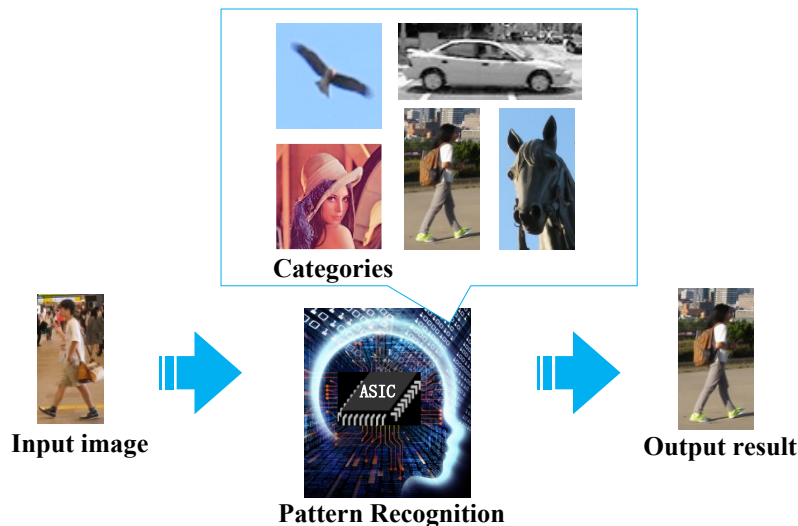 Categories
ASIC
Input image
Output result
Pattern Recognition